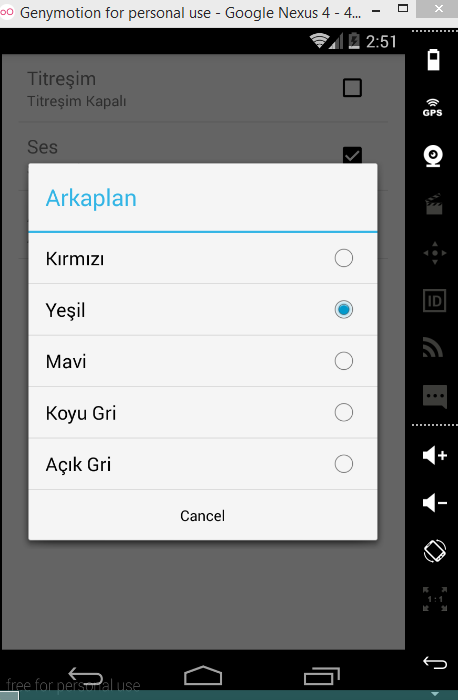 Genymotion for personal use - Google Nexus 4 - 4...
2:51
Titreşim
Titreşim Kapalı
Ses
Arkaplan
Kırmızı
Yeşil
Mavi
Koyu Gri
Açık Gri
Cancel
GPS
ID
1:1
free for personal use